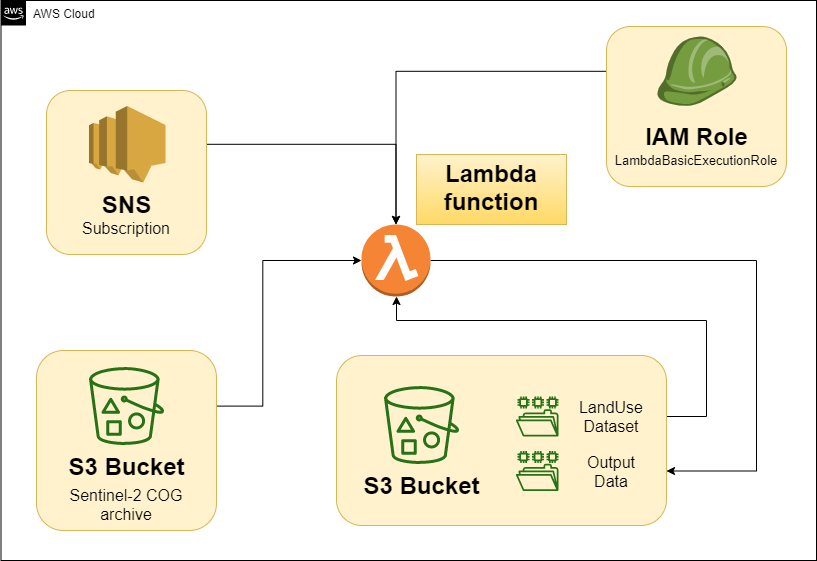 aws
AWS Cloud
SNS
Subscription
IAM Role
LambdaBasicExecutionRole
Lambda
function
S3 Bucket
Sentinel-2 COG
archive
S3 Bucket
LandUse
Dataset
Output
Data